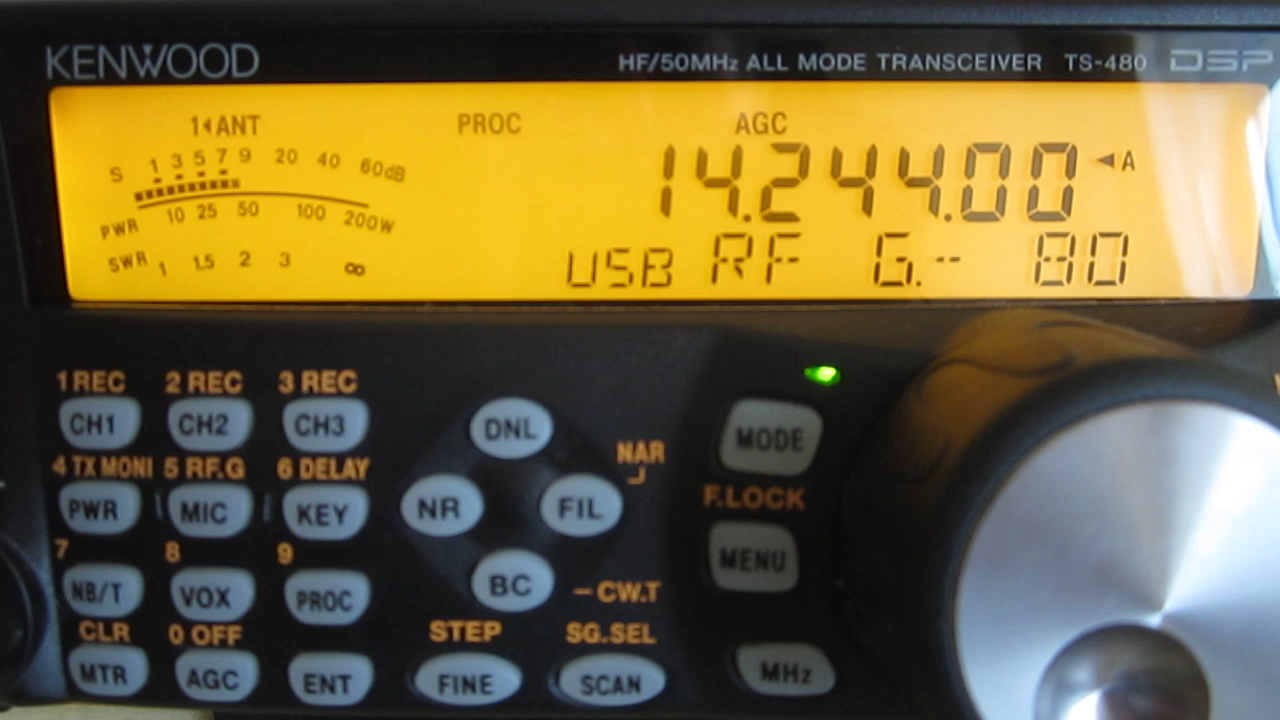 KENWOOD HF/50MHz ALL MODE TRANSCEIVER TS-480 DSP
1◄ANT PROC AGC
S 1 3 5 7 9 20 40 60dB
14.244.00 ◄A
PWR 10 25 50 100 200W
SWR 1 1.5 2 3 ∞
USB RF G.-- 80
1 REC 2 REC 3 REC
CH1 CH2 CH3 DNL MODE
4 TX MONI 5 RF.G 6 DELAY NAR
PWR MIC KEY NR FIL F.LOCK
7 8 9 MENU
NB/T VOX PROC BC – CW.T
CLR 0 OFF STEP SG.SEL
MTR AGC ENT FINE SCAN MHz